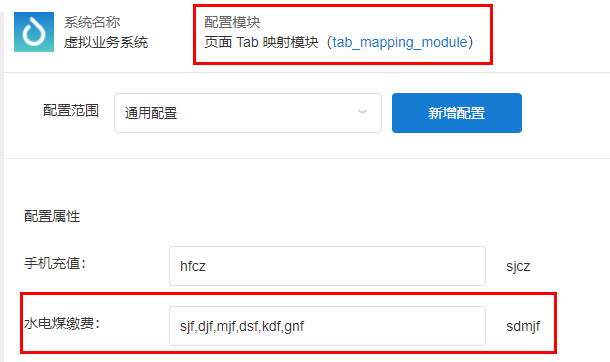 系统名称
虚拟业务系统
配置模块
页面 Tab 映射模块（tab_mapping_module）
配置范围 通用配置 新增配置
配置属性
手机充值： hfcz sjcz
水电煤缴费： sjf,djf,mjf,dsf,kdf,gnf sdmjf